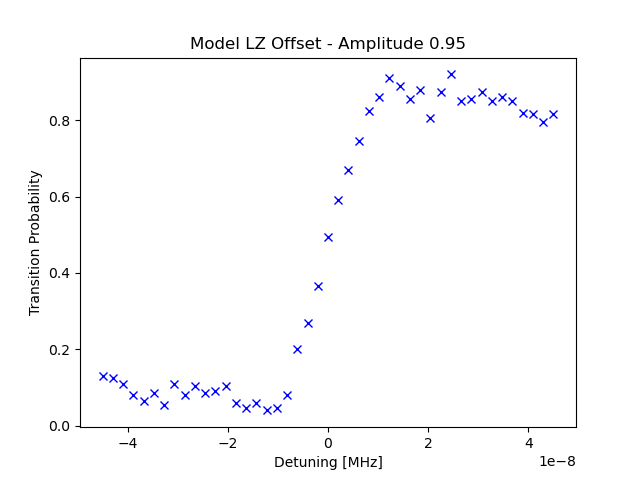 Model LZ Offset - Amplitude 0.95
Transition Probability
0.8
0.6
0.4
0.2
0.0
−4
−2
0
2
4
1e−8
Detuning [MHz]